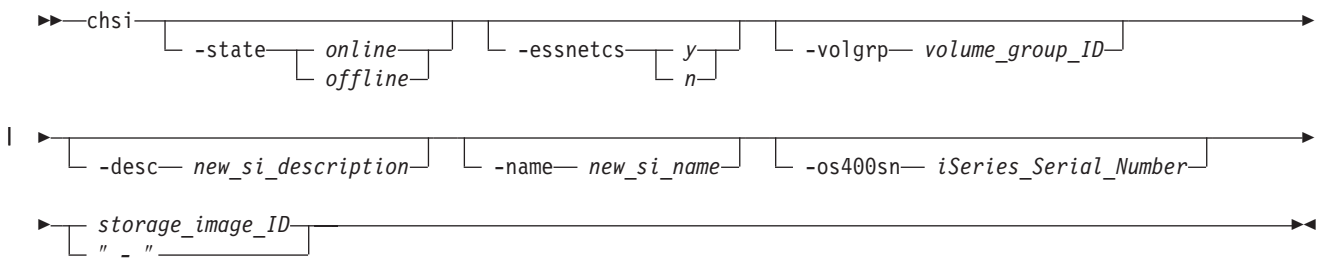 chsi
-state online -essnetcs y -volgrp volume_group_ID
offline n
-desc new_si_description -name new_si_name -os400sn iSeries_Serial_Number
storage_image_ID
" - "